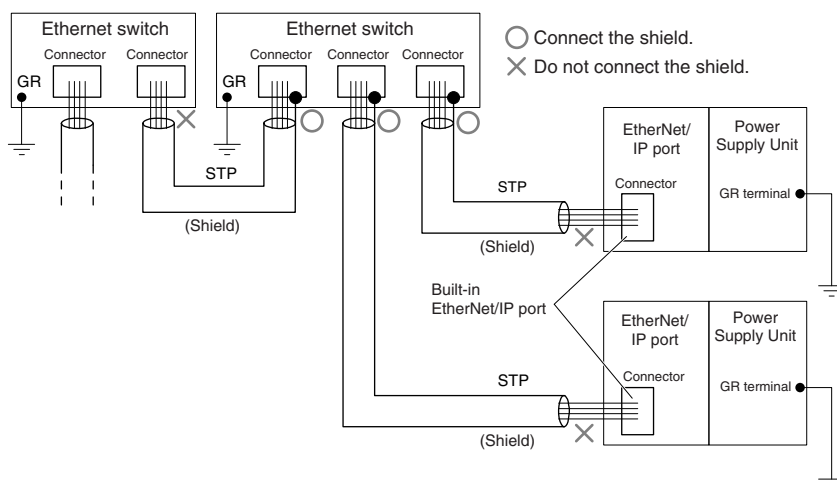 Ethernet switch
Connector
Connector
GR
Ethernet switch
Connector
Connector
Connector
GR
Connect the shield.
Do not connect the shield.
STP
(Shield)
EtherNet/
IP port
Connector
Power
Supply Unit
GR terminal
STP
(Shield)
Built-in
EtherNet/IP port
EtherNet/
IP port
Connector
Power
Supply Unit
GR terminal
STP
(Shield)